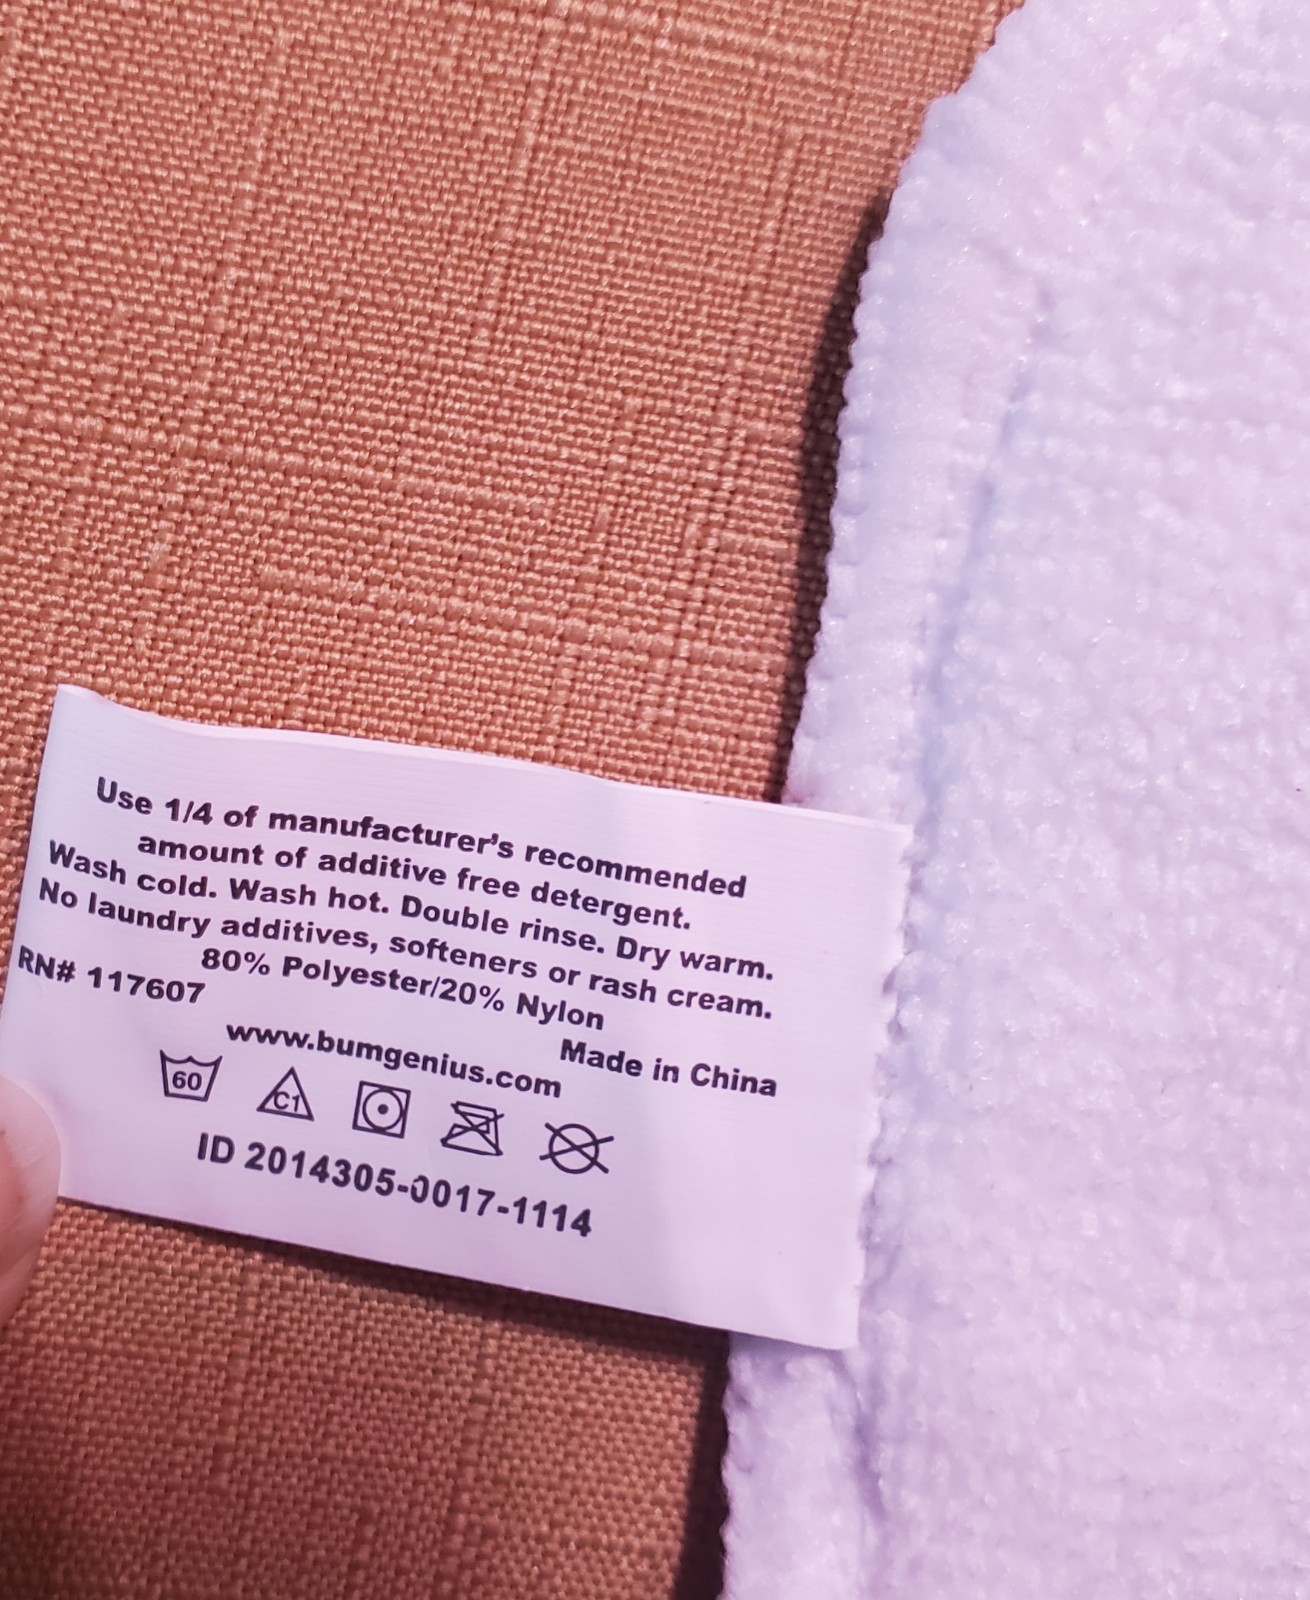 Use 1/4 of manufacturer's recommended
amount of additive free detergent.
Wash cold. Wash hot. Double rinse. Dry warm.
No laundry additives, softeners or rash cream.
80% Polyester/20% Nylon
RN# 117607
Made in China
www.bumgenius.com
60
C1
ID 2014305-0017-1114